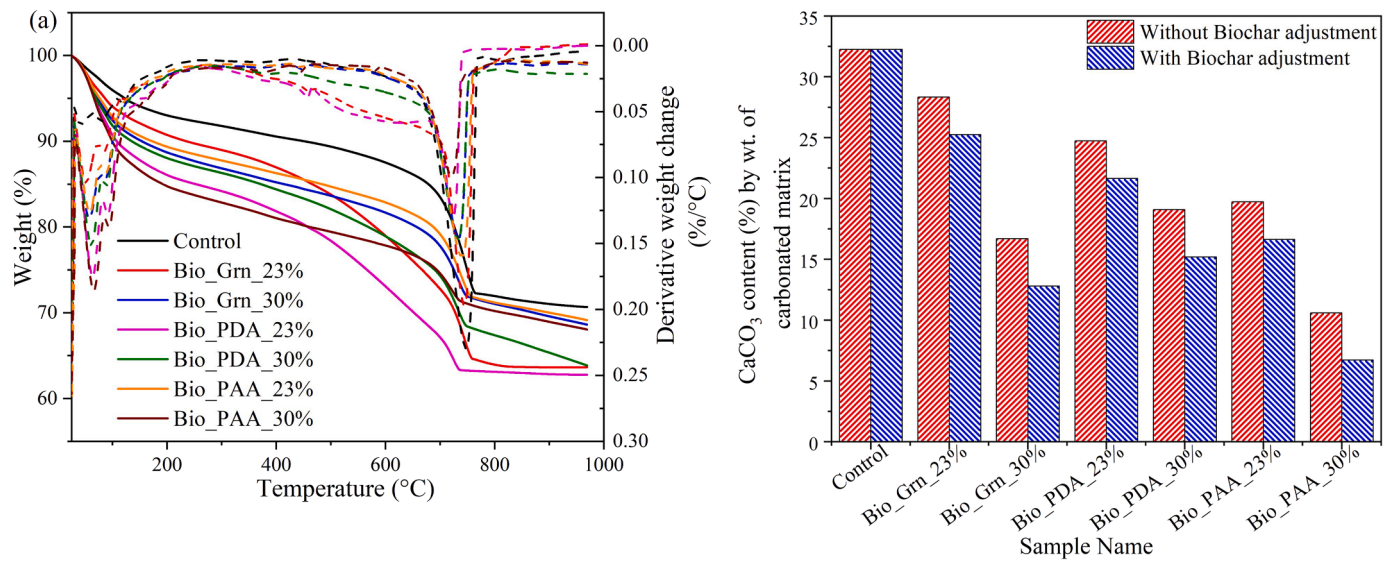 (a)
100
90
80
70
60
Weight (%)
Control
Bio_Grn_23%
Bio_Grn_30%
Bio_PDA_23%
Bio_PDA_30%
Bio_PAA_23%
Bio_PAA_30%
200
400
600
800
1000
Temperature (°C)
0.00
0.05
0.10
0.15
0.20
0.25
0.30
Derivative weight change
(%/°C)
35
30
25
20
15
10
5
0
CaCO₃ content (%) by wt. of
carbonated matrix
Without Biochar adjustment
With Biochar adjustment
Control
Bio_Grn_23%
Bio_Grn_30%
Bio_PDA_23%
Bio_PDA_30%
Bio_PAA_23%
Bio_PAA_30%
Sample Name